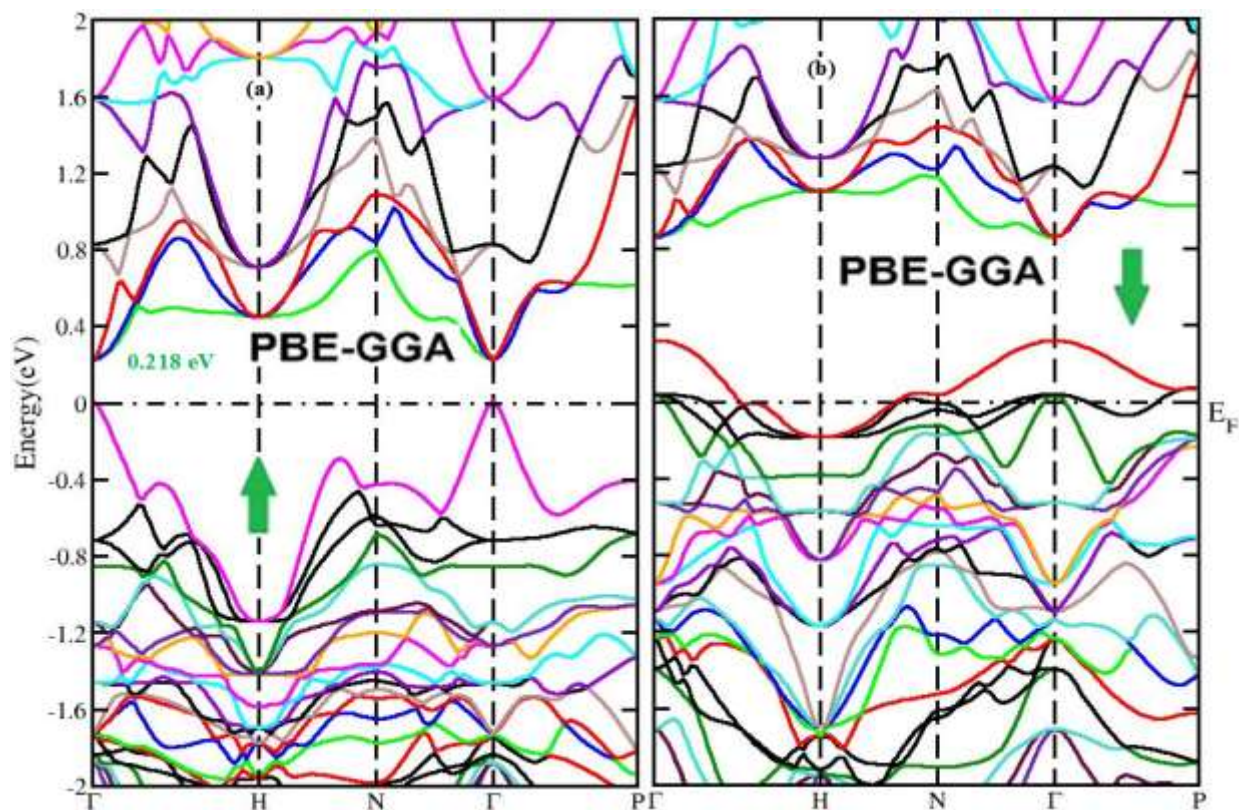 2
1.6
1.2
0.8
0.4
0
-0.4
-0.8
-1.2
-1.6
-2
Energy(eV)
(a)
0.218 eV
PBE-GGA
Γ H N Γ P
(b)
PBE-GGA
E_F
Γ H N Γ P